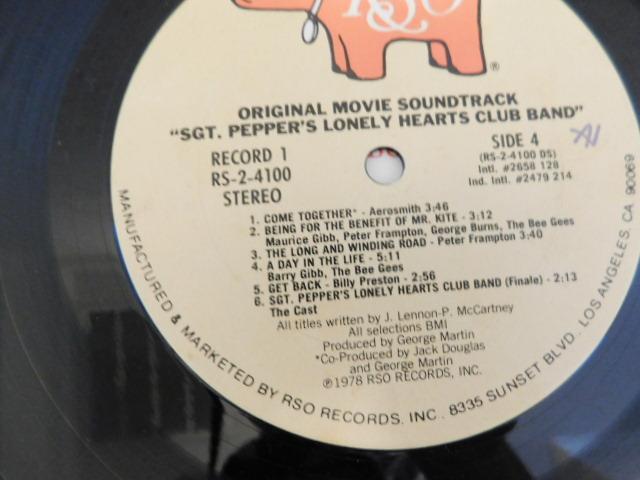 RSO
®
ORIGINAL MOVIE SOUNDTRACK
"SGT. PEPPER'S LONELY HEARTS CLUB BAND"
RECORD 1
RS-2-4100
STEREO
SIDE 4
(RS-2-4100 DS)
Intl. #2658 128
Ind. Intl. #2479 214
1. COME TOGETHER* - Aerosmith 3:46
2. BEING FOR THE BENEFIT OF MR. KITE - 3:12
Maurice Gibb, Peter Frampton, George Burns, The Bee Gees
3. THE LONG AND WINDING ROAD - Peter Frampton 3:40
4. A DAY IN THE LIFE - 5:11
Barry Gibb, The Bee Gees
5. GET BACK - Billy Preston - 2:56
6. SGT. PEPPER'S LONELY HEARTS CLUB BAND (Finale) - 2:13
The Cast
All titles written by J. Lennon-P. McCartney
All selections BMI
Produced by George Martin
*Co-Produced by Jack Douglas
and George Martin
℗1978 RSO RECORDS, INC.
MANUFACTURED & MARKETED BY RSO RECORDS, INC. 8335 SUNSET BLVD. LOS ANGELES, CA 90069